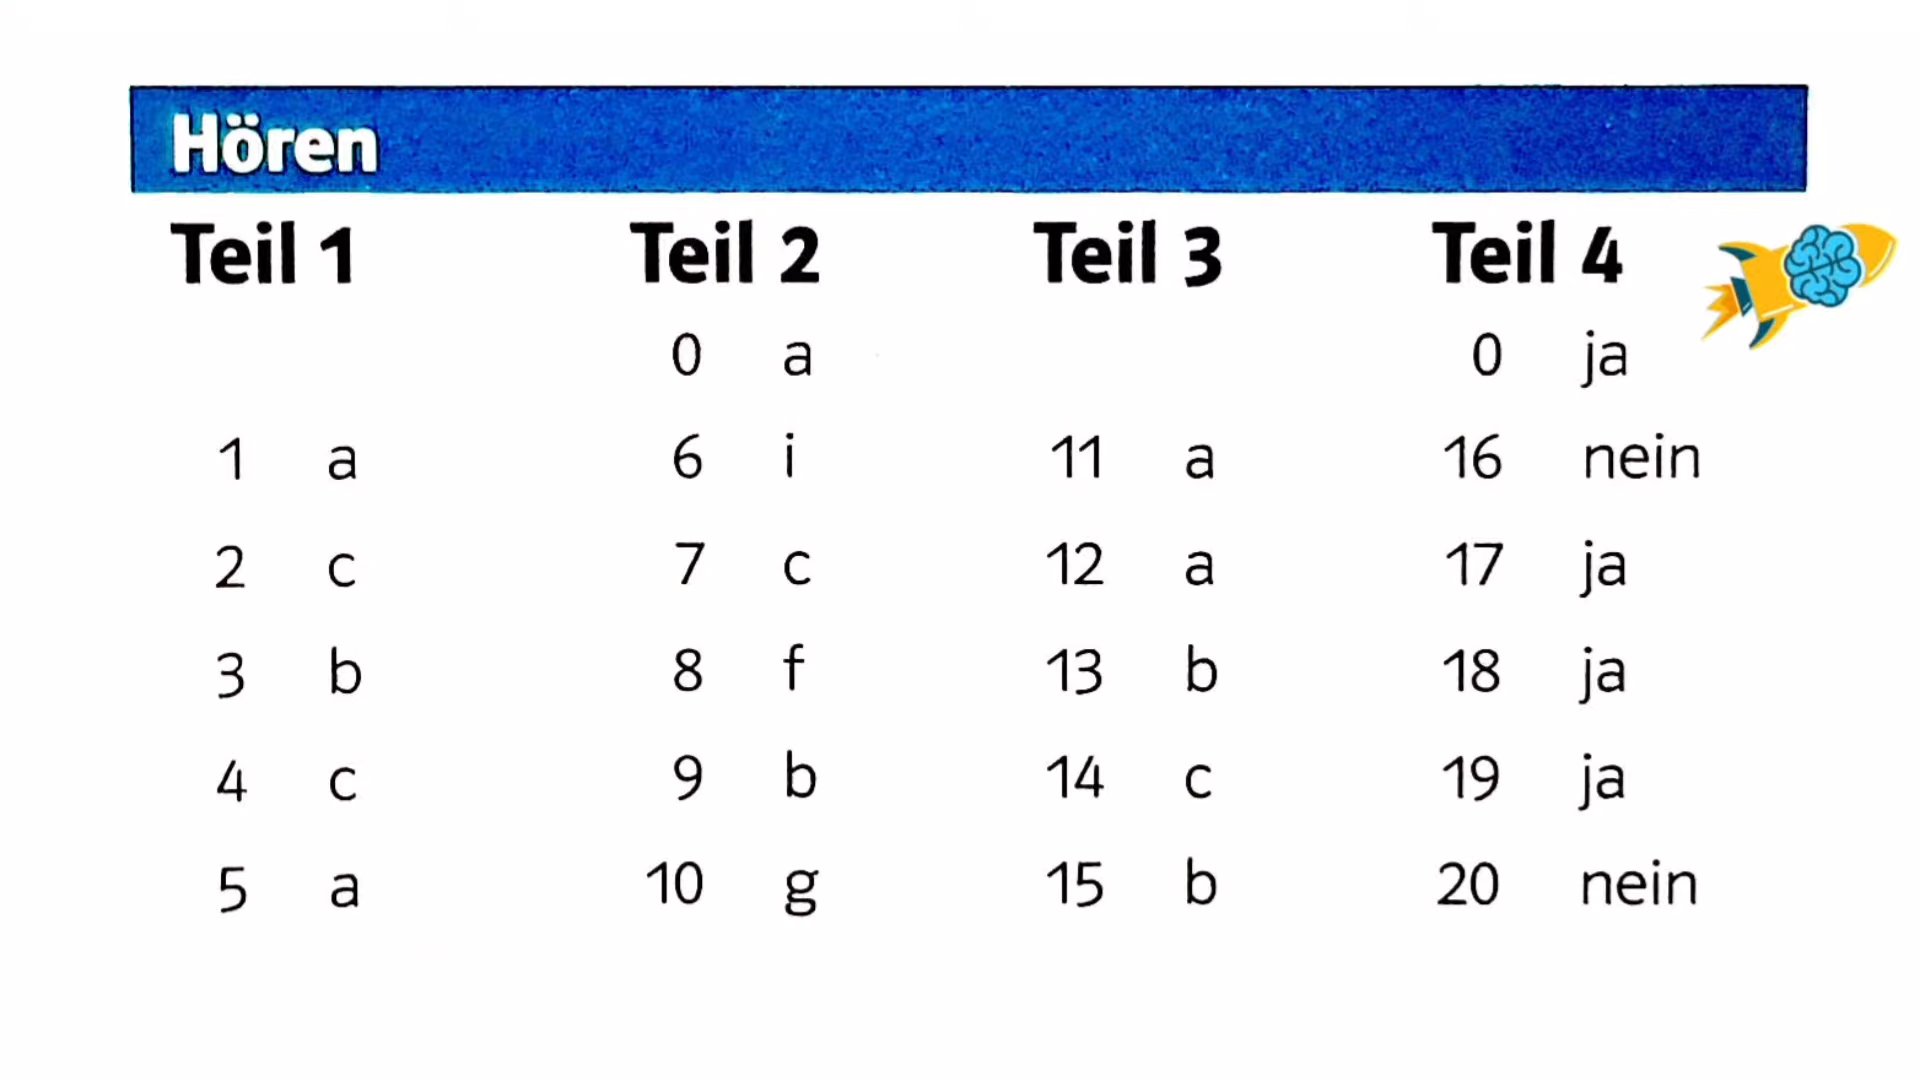 Hören
Teil 1 Teil 2 Teil 3 Teil 4
0 a 0 ja
1 a 6 i 11 a 16 nein
2 c 7 c 12 a 17 ja
3 b 8 f 13 b 18 ja
4 c 9 b 14 c 19 ja
5 a 10 g 15 b 20 nein